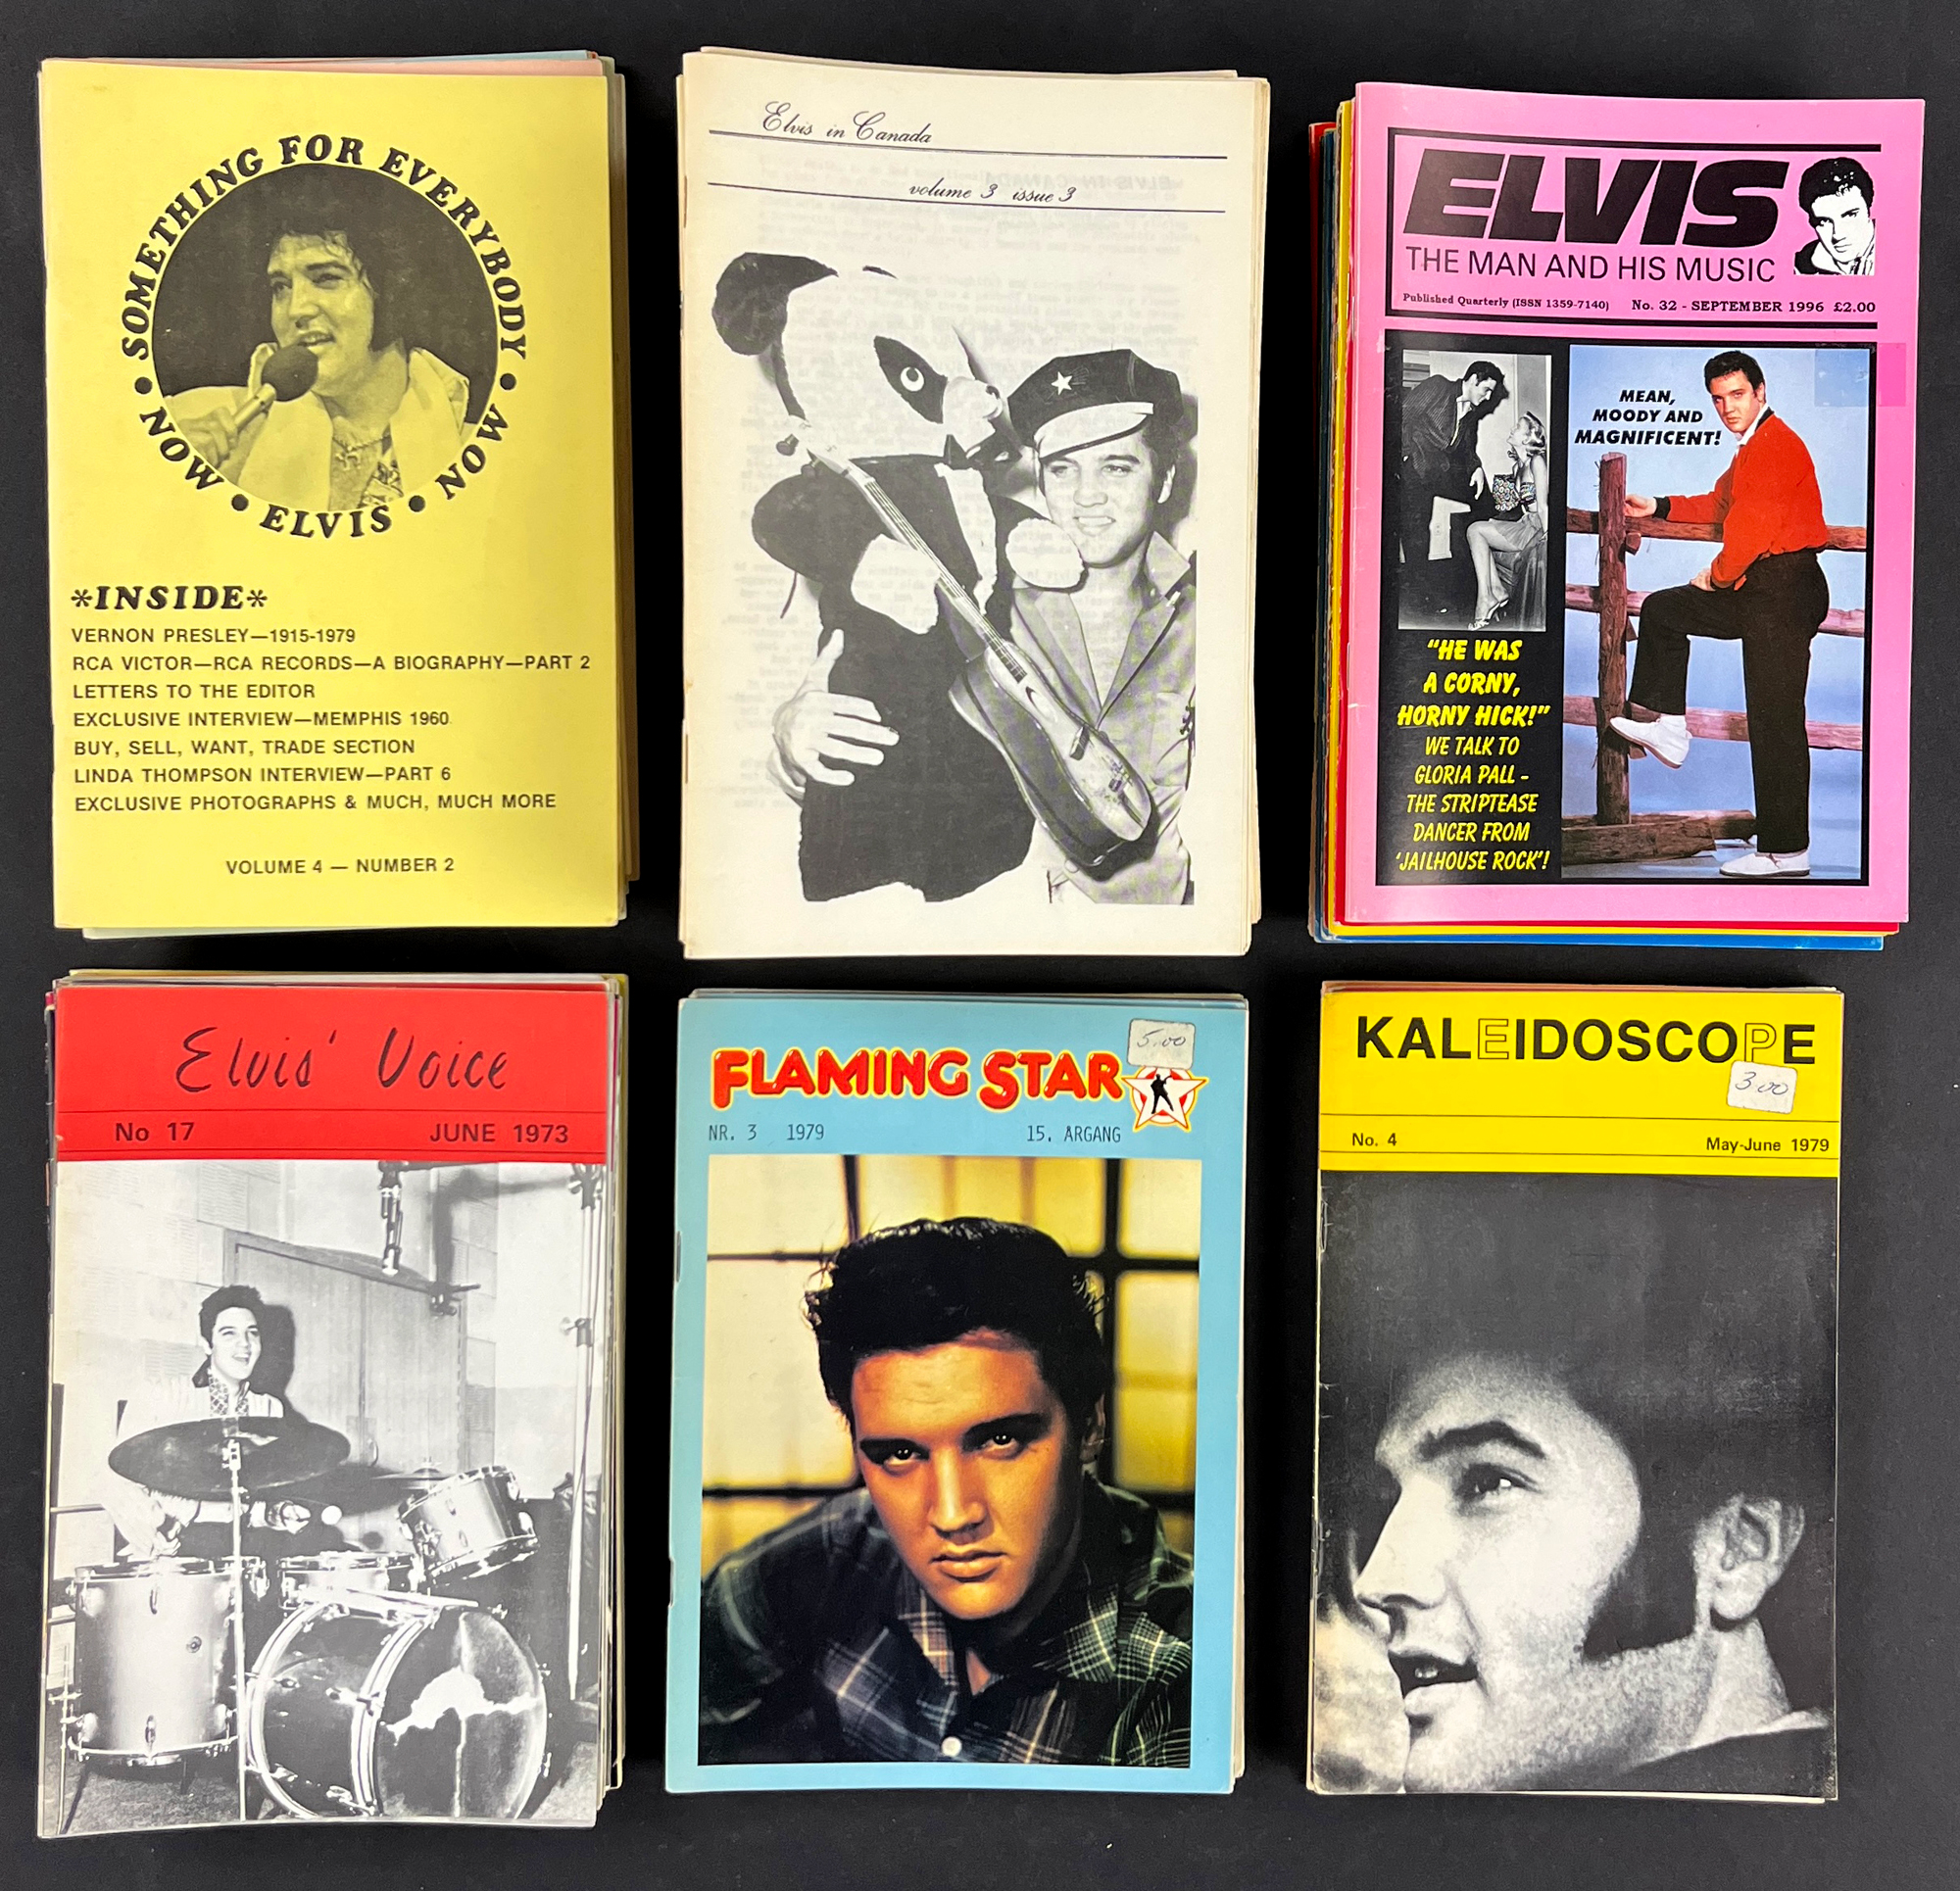 SOMETHING FOR EVERYBODY
• NOW • ELVIS • NOW •
*INSIDE*
VERNON PRESLEY—1915-1979
RCA VICTOR—RCA RECORDS—A BIOGRAPHY—PART 2
LETTERS TO THE EDITOR
EXCLUSIVE INTERVIEW—MEMPHIS 1960
BUY, SELL, WANT, TRADE SECTION
LINDA THOMPSON INTERVIEW—PART 6
EXCLUSIVE PHOTOGRAPHS & MUCH, MUCH MORE
VOLUME 4 — NUMBER 2
Elvis in Canada
volume 3 issue 3
ELVIS
THE MAN AND HIS MUSIC
Published Quarterly (ISSN 1359-7140) No. 32 - SEPTEMBER 1996 £2.00
MEAN,
MOODY AND
MAGNIFICENT!
"HE WAS
A CORNY,
HORNY HICK!"
WE TALK TO
GLORIA PALL -
THE STRIPTEASE
DANCER FROM
'JAILHOUSE ROCK'!
Elvis' Voice
No 17 JUNE 1973
5.00
FLAMING STAR
NR. 3 1979 15. ÅRGANG
KALEIDOSCOPE
3.00
No. 4 May-June 1979